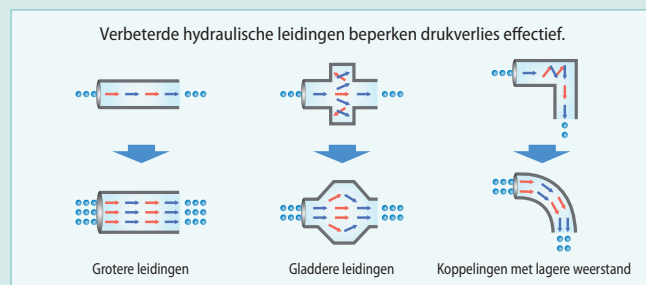 Verbeterde hydraulische leidingen beperken drukverlies effectief.
Grotere leidingen
Gladdere leidingen
Koppelingen met lagere weerstand